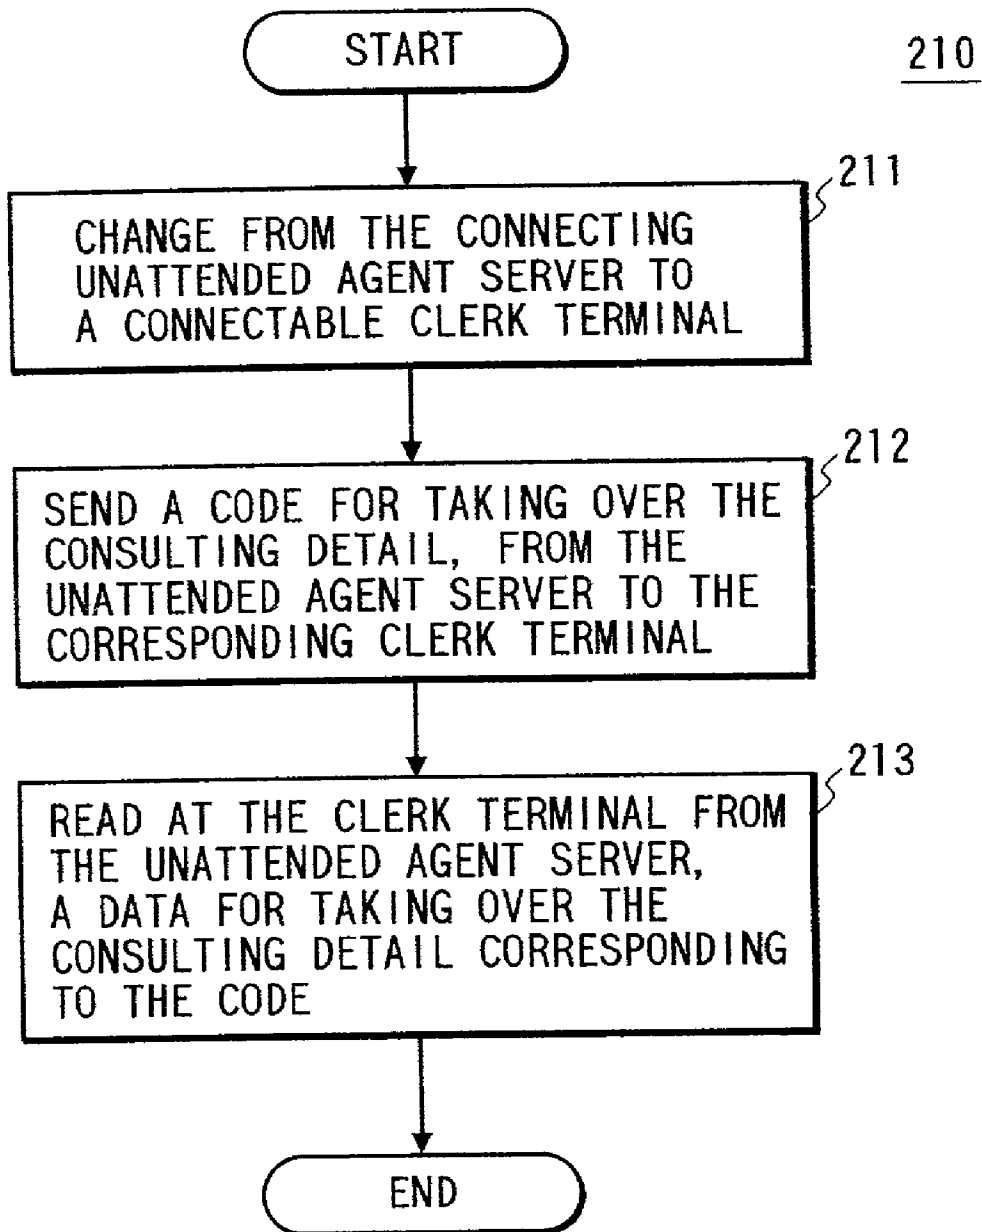 START
210
211
CHANGE FROM THE CONNECTING
UNATTENDED AGENT SERVER TO
A CONNECTABLE CLERK TERMINAL
212
SEND A CODE FOR TAKING OVER THE
CONSULTING DETAIL, FROM THE
UNATTENDED AGENT SERVER TO THE
CORRESPONDING CLERK TERMINAL
213
READ AT THE CLERK TERMINAL FROM
THE UNATTENDED AGENT SERVER,
A DATA FOR TAKING OVER THE
CONSULTING DETAIL CORRESPONDING
TO THE CODE
END